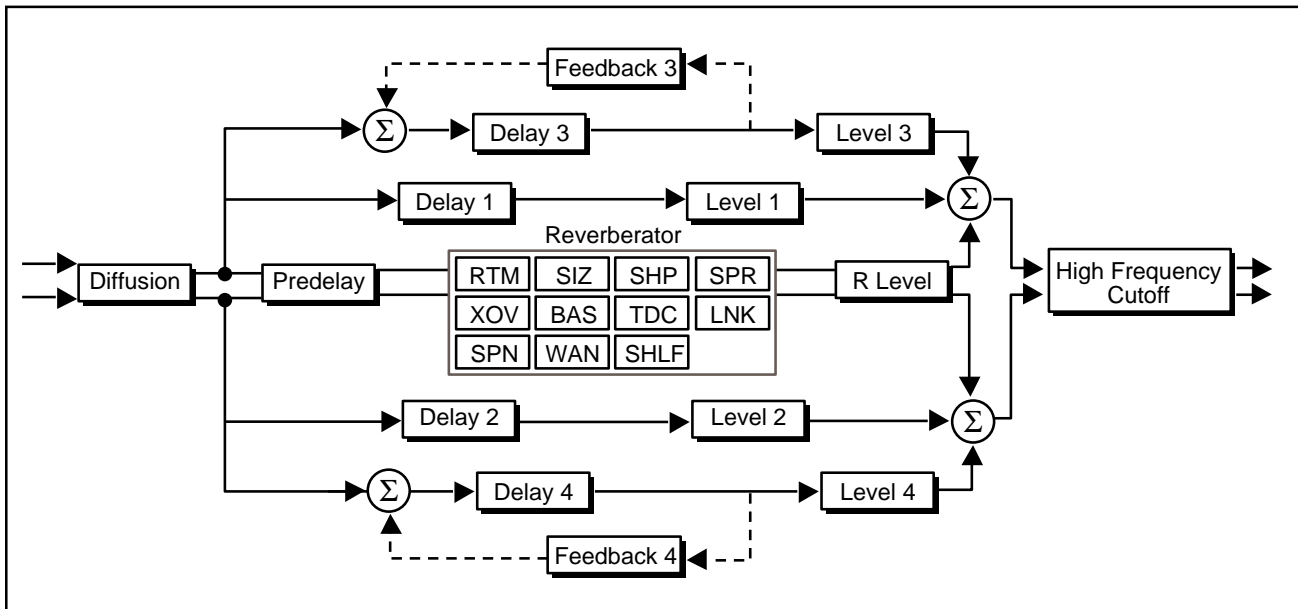 Feedback 3
Σ
Delay 3
Level 3
Delay 1
Level 1
Σ
Reverberator
Diffusion
Predelay
RTM SIZ SHP SPR
XOV BAS TDC LNK
SPN WAN SHLF
R Level
High Frequency
Cutoff
Delay 2
Level 2
Σ
Σ
Delay 4
Level 4
Feedback 4